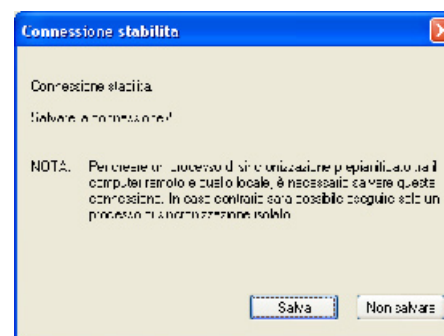 Connessione stabilita
Connessione stabilita.
Salvare la connessione?
NOTA: Per creare un processo di sincronizzazione prepianificato tra il
computer remoto e quello locale, è necessario salvare questa
connessione. In caso contrario sarà possibile eseguire solo un
processo di sincronizzazione isolato.
Salva
Non salvare